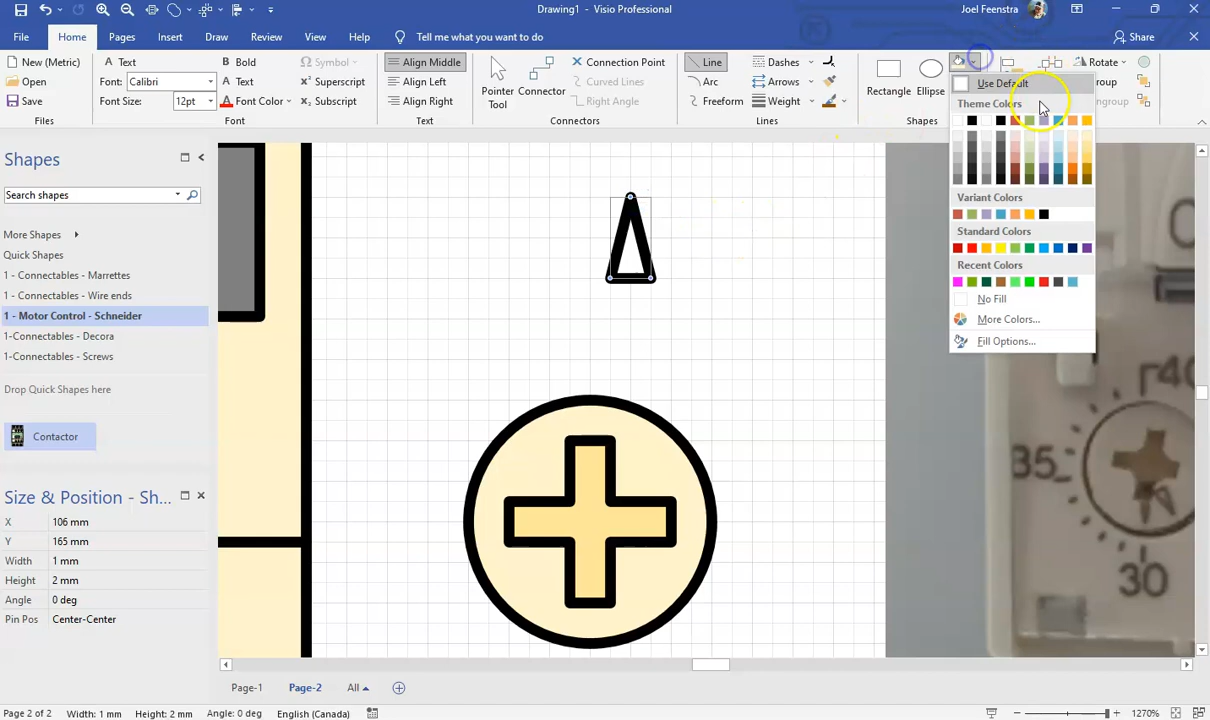 Drawing1 - Visio Professional
Joel Feenstra
File Home Pages Insert Draw Review View Help Tell me what you want to do Share
New (Metric)
Open
Save
Files
Text
Font: Calibri
Font Size: 12pt
Bold
Text
Superscript
Font Color
Subscript
Font
Align Middle
Align Left
Align Right
Text
Pointer Tool
Connector
Connection Point
Curved Lines
Right Angle
Connectors
Line
Arc
Freeform
Dashes
Arrows
Weight
Lines
Rectangle
Ellipse
Shapes
Rotate
Use Default
Theme Colors
Variant Colors
Standard Colors
Recent Colors
No Fill
More Colors...
Fill Options...
Shapes
Search shapes
More Shapes
Quick Shapes
1 - Connectables - Marrettes
1 - Connectables - Wire ends
1 - Motor Control - Schneider
1-Connectables - Decora
1-Connectables - Screws
Drop Quick Shapes here
Contactor
Size & Position - Sh...
X 106 mm
Y 165 mm
Width 1 mm
Height 2 mm
Angle 0 deg
Pin Pos Center-Center
40
35
30
Page-1 Page-2 All
Page 2 of 2 Width: 1 mm Height: 2 mm Angle: 0 deg English (Canada) 1270%